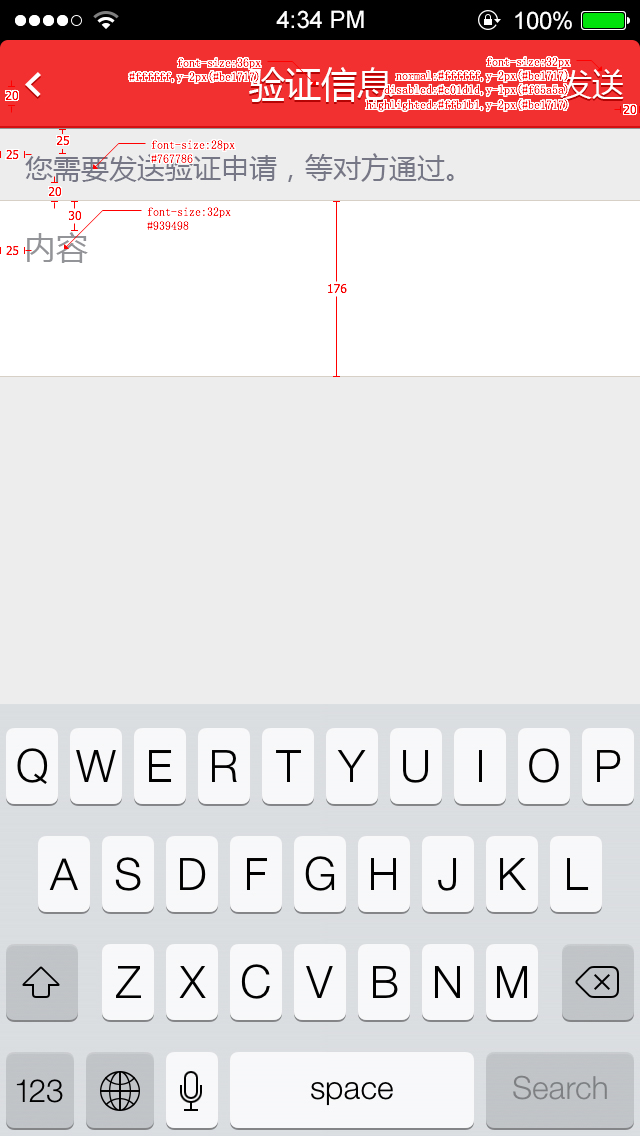 4:34 PM 100%
font-size:36px
#ffffff,y-2px(#be1717)
验证信息
font-size:32px
normal:#ffffff,y-2px(#be1717)
disabled:#c01d1d,y-1px(#f65a5a)
highlighted:#ffb1b1,y-2px(#be1717)
发送
20
20
25
font-size:28px
#767786
25
您需要发送验证申请，等对方通过。
20
30
font-size:32px
#939498
25
内容
176
Q W E R T Y U I O P
A S D F G H J K L
Z X C V B N M
123 space Search